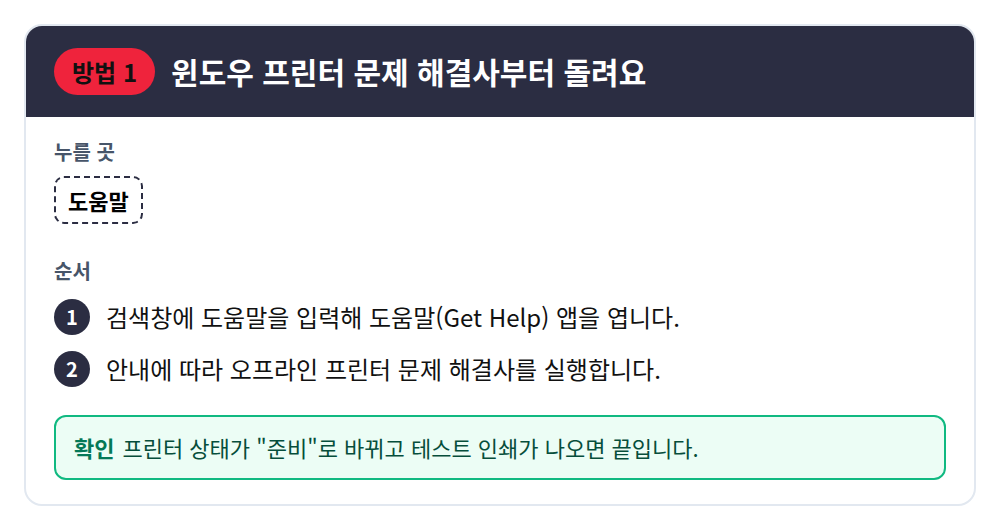 방법 1 윈도우 프린터 문제 해결사부터 돌려요
누를 곳
도움말
순서
1 검색창에 도움말을 입력해 도움말(Get Help) 앱을 엽니다.
2 안내에 따라 오프라인 프린터 문제 해결사를 실행합니다.
확인 프린터 상태가 "준비"로 바뀌고 테스트 인쇄가 나오면 끝입니다.